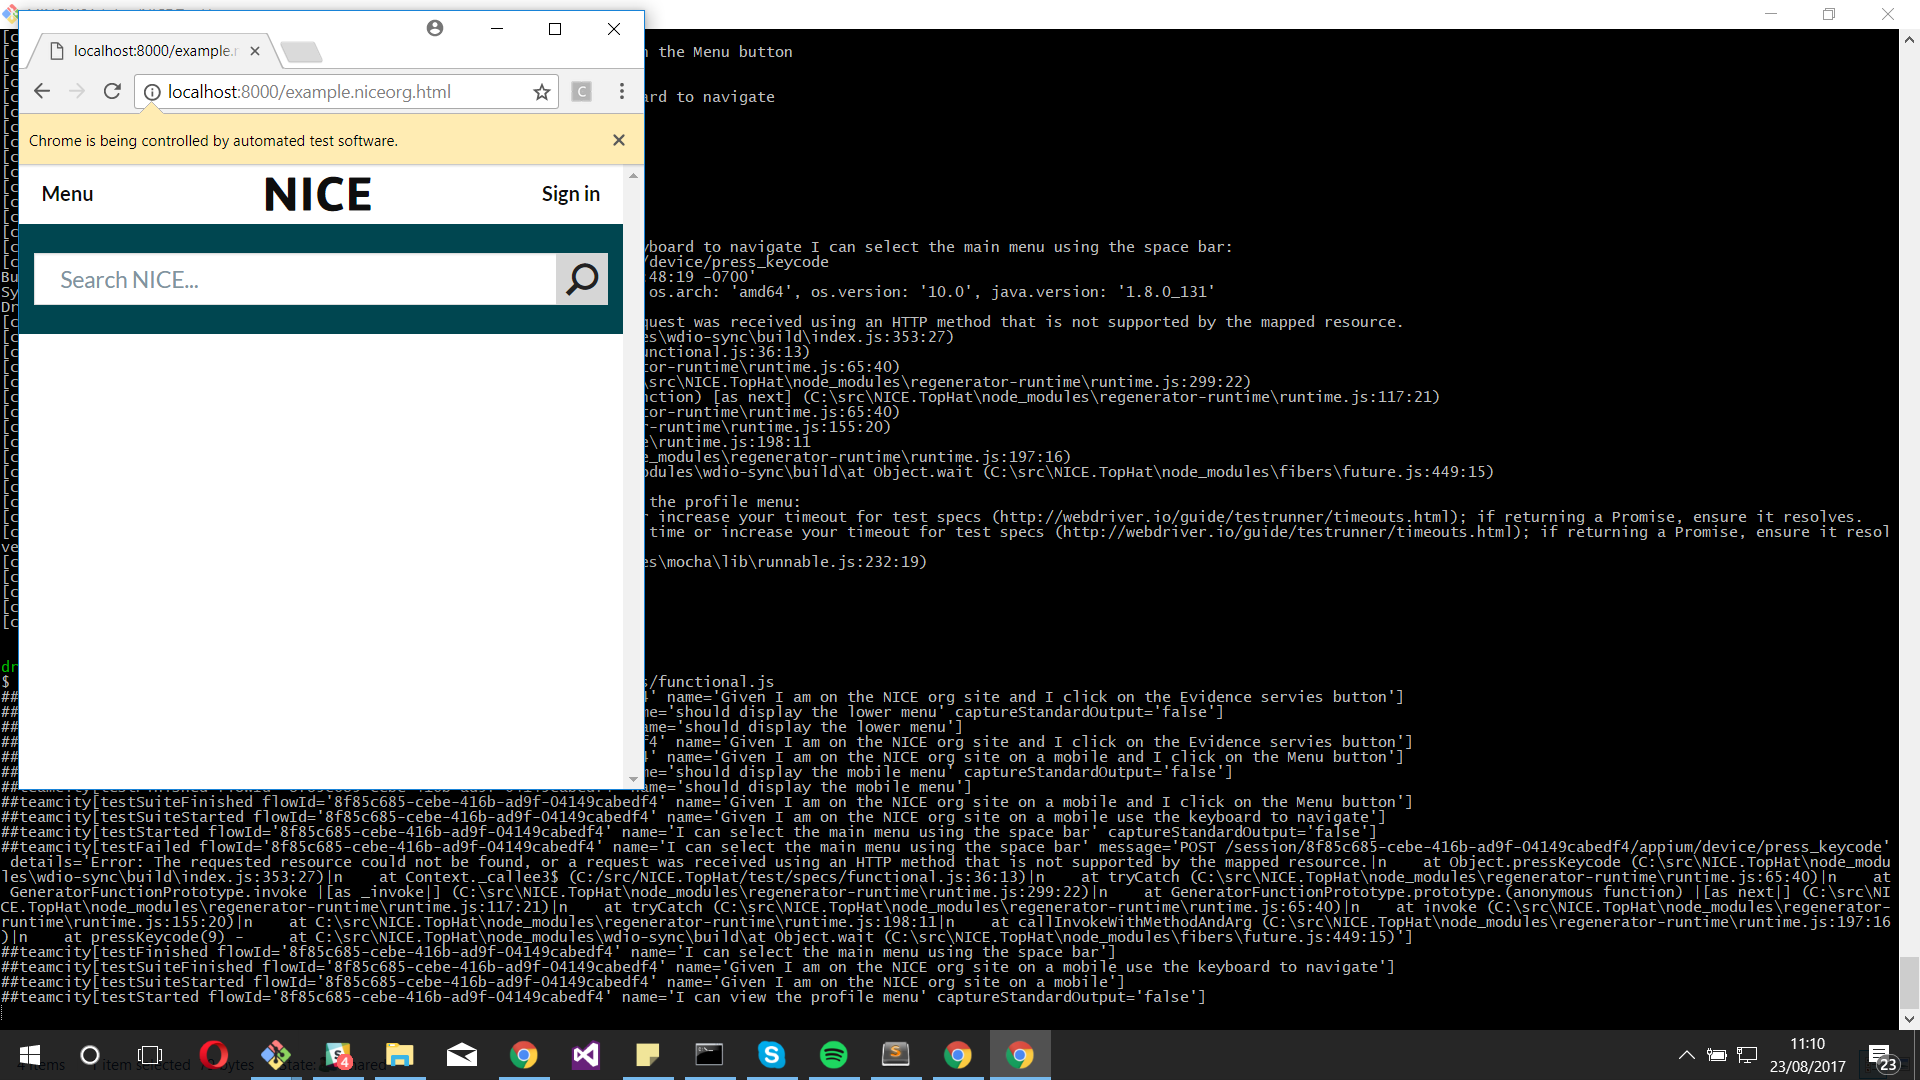 localhost:8000/example.r
localhost:8000/example.niceorg.html
C
Chrome is being controlled by automated test software.
Menu
NICE
Sign in
Search NICE...
the Menu button
rd to navigate
yboard to navigate I can select the main menu using the space bar:
/device/press_keycode
48:19 -0700'
os.arch: 'amd64', os.version: '10.0', java.version: '1.8.0_131'
quest was received using an HTTP method that is not supported by the mapped resource.
es\wdio-sync\build\index.js:353:27)
unctional.js:36:13)
tor-runtime\runtime.js:65:40)
\src\NICE.TopHat\node_modules\regenerator-runtime\runtime.js:299:22)
nction) [as next] (C:\src\NICE.TopHat\node_modules\regenerator-runtime\runtime.js:117:21)
tor-runtime\runtime.js:65:40)
r-runtime\runtime.js:155:20)
e\runtime.js:198:11
e_modules\regenerator-runtime\runtime.js:197:16)
odules\wdio-sync\build\at Object.wait (C:\src\NICE.TopHat\node_modules\fibers\future.js:449:15)
the profile menu:
r increase your timeout for test specs (http://webdriver.io/guide/testrunner/timeouts.html); if returning a Promise, ensure it resolves.
time or increase your timeout for test specs (http://webdriver.io/guide/testrunner/timeouts.html); if returning a Promise, ensure it resol
ve
es\mocha\lib\runnable.js:232:19)
$ s/functional.js
## f4' name='Given I am on the NICE org site and I click on the Evidence servies button']
## me='should display the lower menu' captureStandardOutput='false']
## ame='should display the lower menu']
## f4' name='Given I am on the NICE org site and I click on the Evidence servies button']
## 4' name='Given I am on the NICE org site on a mobile and I click on the Menu button']
## me='should display the mobile menu' captureStandardOutput='false']
##teamcity[testFinished flowId='8f85c685-cebe-416b-ad9f-04149cabedf4' name='should display the mobile menu']
##teamcity[testSuiteFinished flowId='8f85c685-cebe-416b-ad9f-04149cabedf4' name='Given I am on the NICE org site on a mobile and I click on the Menu button']
##teamcity[testSuiteStarted flowId='8f85c685-cebe-416b-ad9f-04149cabedf4' name='Given I am on the NICE org site on a mobile use the keyboard to navigate']
##teamcity[testStarted flowId='8f85c685-cebe-416b-ad9f-04149cabedf4' name='I can select the main menu using the space bar' captureStandardOutput='false']
##teamcity[testFailed flowId='8f85c685-cebe-416b-ad9f-04149cabedf4' name='I can select the main menu using the space bar' message='POST /session/8f85c685-cebe-416b-ad9f-04149cabedf4/appium/device/press_keycode'
details='Error: The requested resource could not be found, or a request was received using an HTTP method that is not supported by the mapped resource.|n    at Object.pressKeycode (C:\src\NICE.TopHat\node_modu
les\wdio-sync\build\index.js:353:27)|n    at Context._callee3$ (C:/src/NICE.TopHat/test/specs/functional.js:36:13)|n    at tryCatch (C:\src\NICE.TopHat\node_modules\regenerator-runtime\runtime.js:65:40)|n    at
GeneratorFunctionPrototype.invoke |[as _invoke|] (C:\src\NICE.TopHat\node_modules\regenerator-runtime\runtime.js:299:22)|n    at GeneratorFunctionPrototype.prototype.(anonymous function) |[as next|] (C:\src\NI
CE.TopHat\node_modules\regenerator-runtime\runtime.js:117:21)|n    at tryCatch (C:\src\NICE.TopHat\node_modules\regenerator-runtime\runtime.js:65:40)|n    at invoke (C:\src\NICE.TopHat\node_modules\regenerator-
runtime\runtime.js:155:20)|n    at C:\src\NICE.TopHat\node_modules\regenerator-runtime\runtime.js:198:11|n    at callInvokeWithMethodAndArg (C:\src\NICE.TopHat\node_modules\regenerator-runtime\runtime.js:197:16
)|n    at pressKeycode(9) -     at C:\src\NICE.TopHat\node_modules\wdio-sync\build\at Object.wait (C:\src\NICE.TopHat\node_modules\fibers\future.js:449:15)']
##teamcity[testFinished flowId='8f85c685-cebe-416b-ad9f-04149cabedf4' name='I can select the main menu using the space bar']
##teamcity[testSuiteFinished flowId='8f85c685-cebe-416b-ad9f-04149cabedf4' name='Given I am on the NICE org site on a mobile use the keyboard to navigate']
##teamcity[testSuiteStarted flowId='8f85c685-cebe-416b-ad9f-04149cabedf4' name='Given I am on the NICE org site on a mobile']
##teamcity[testStarted flowId='8f85c685-cebe-416b-ad9f-04149cabedf4' name='I can view the profile menu' captureStandardOutput='false']
4 items 1 item selected
4
11:10
23/08/2017
23